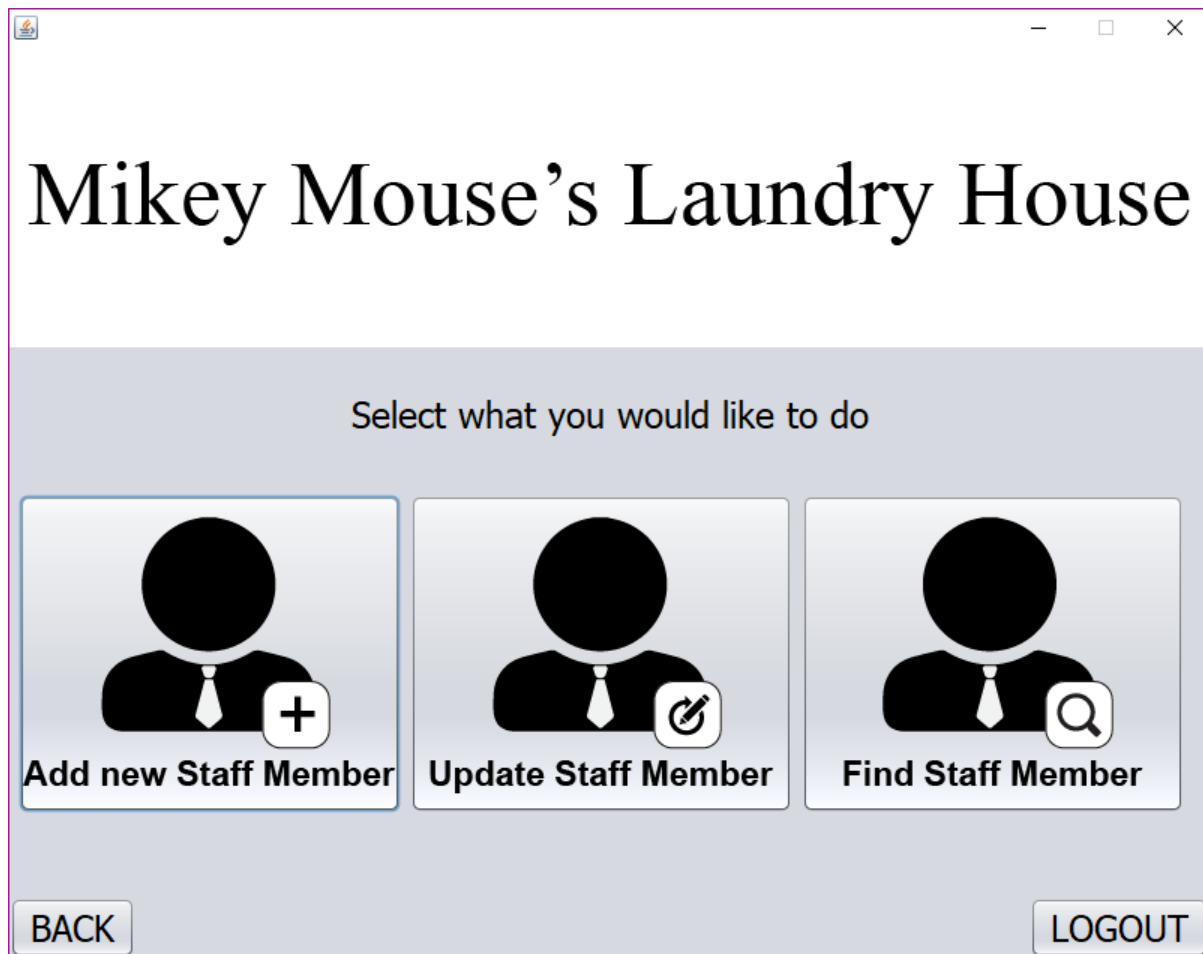 Mikey Mouse’s Laundry House
Select what you would like to do
Add new Staff Member
Update Staff Member
Find Staff Member
BACK
LOGOUT